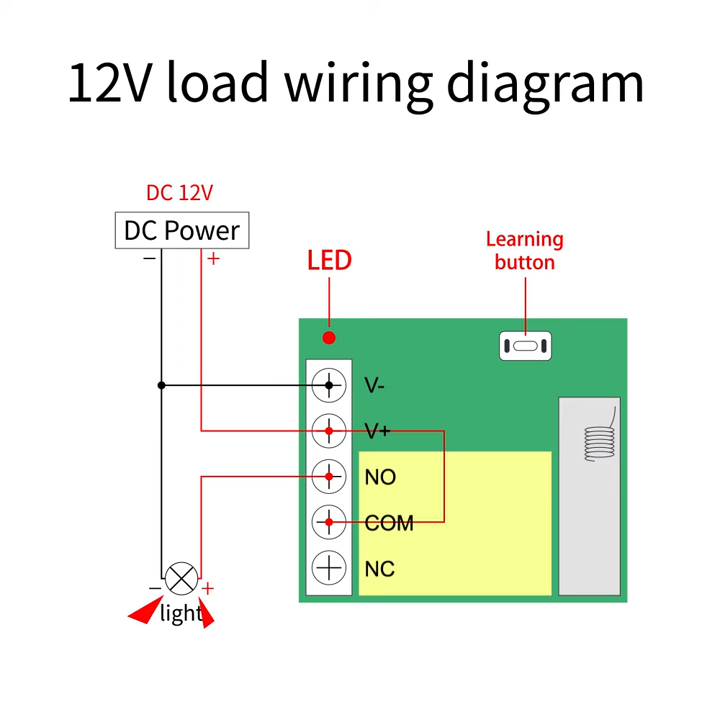 12V load wiring diagram
DC 12V
DC Power
− +
LED
Learning
button
V-
V+
NO
COM
NC
− +
light